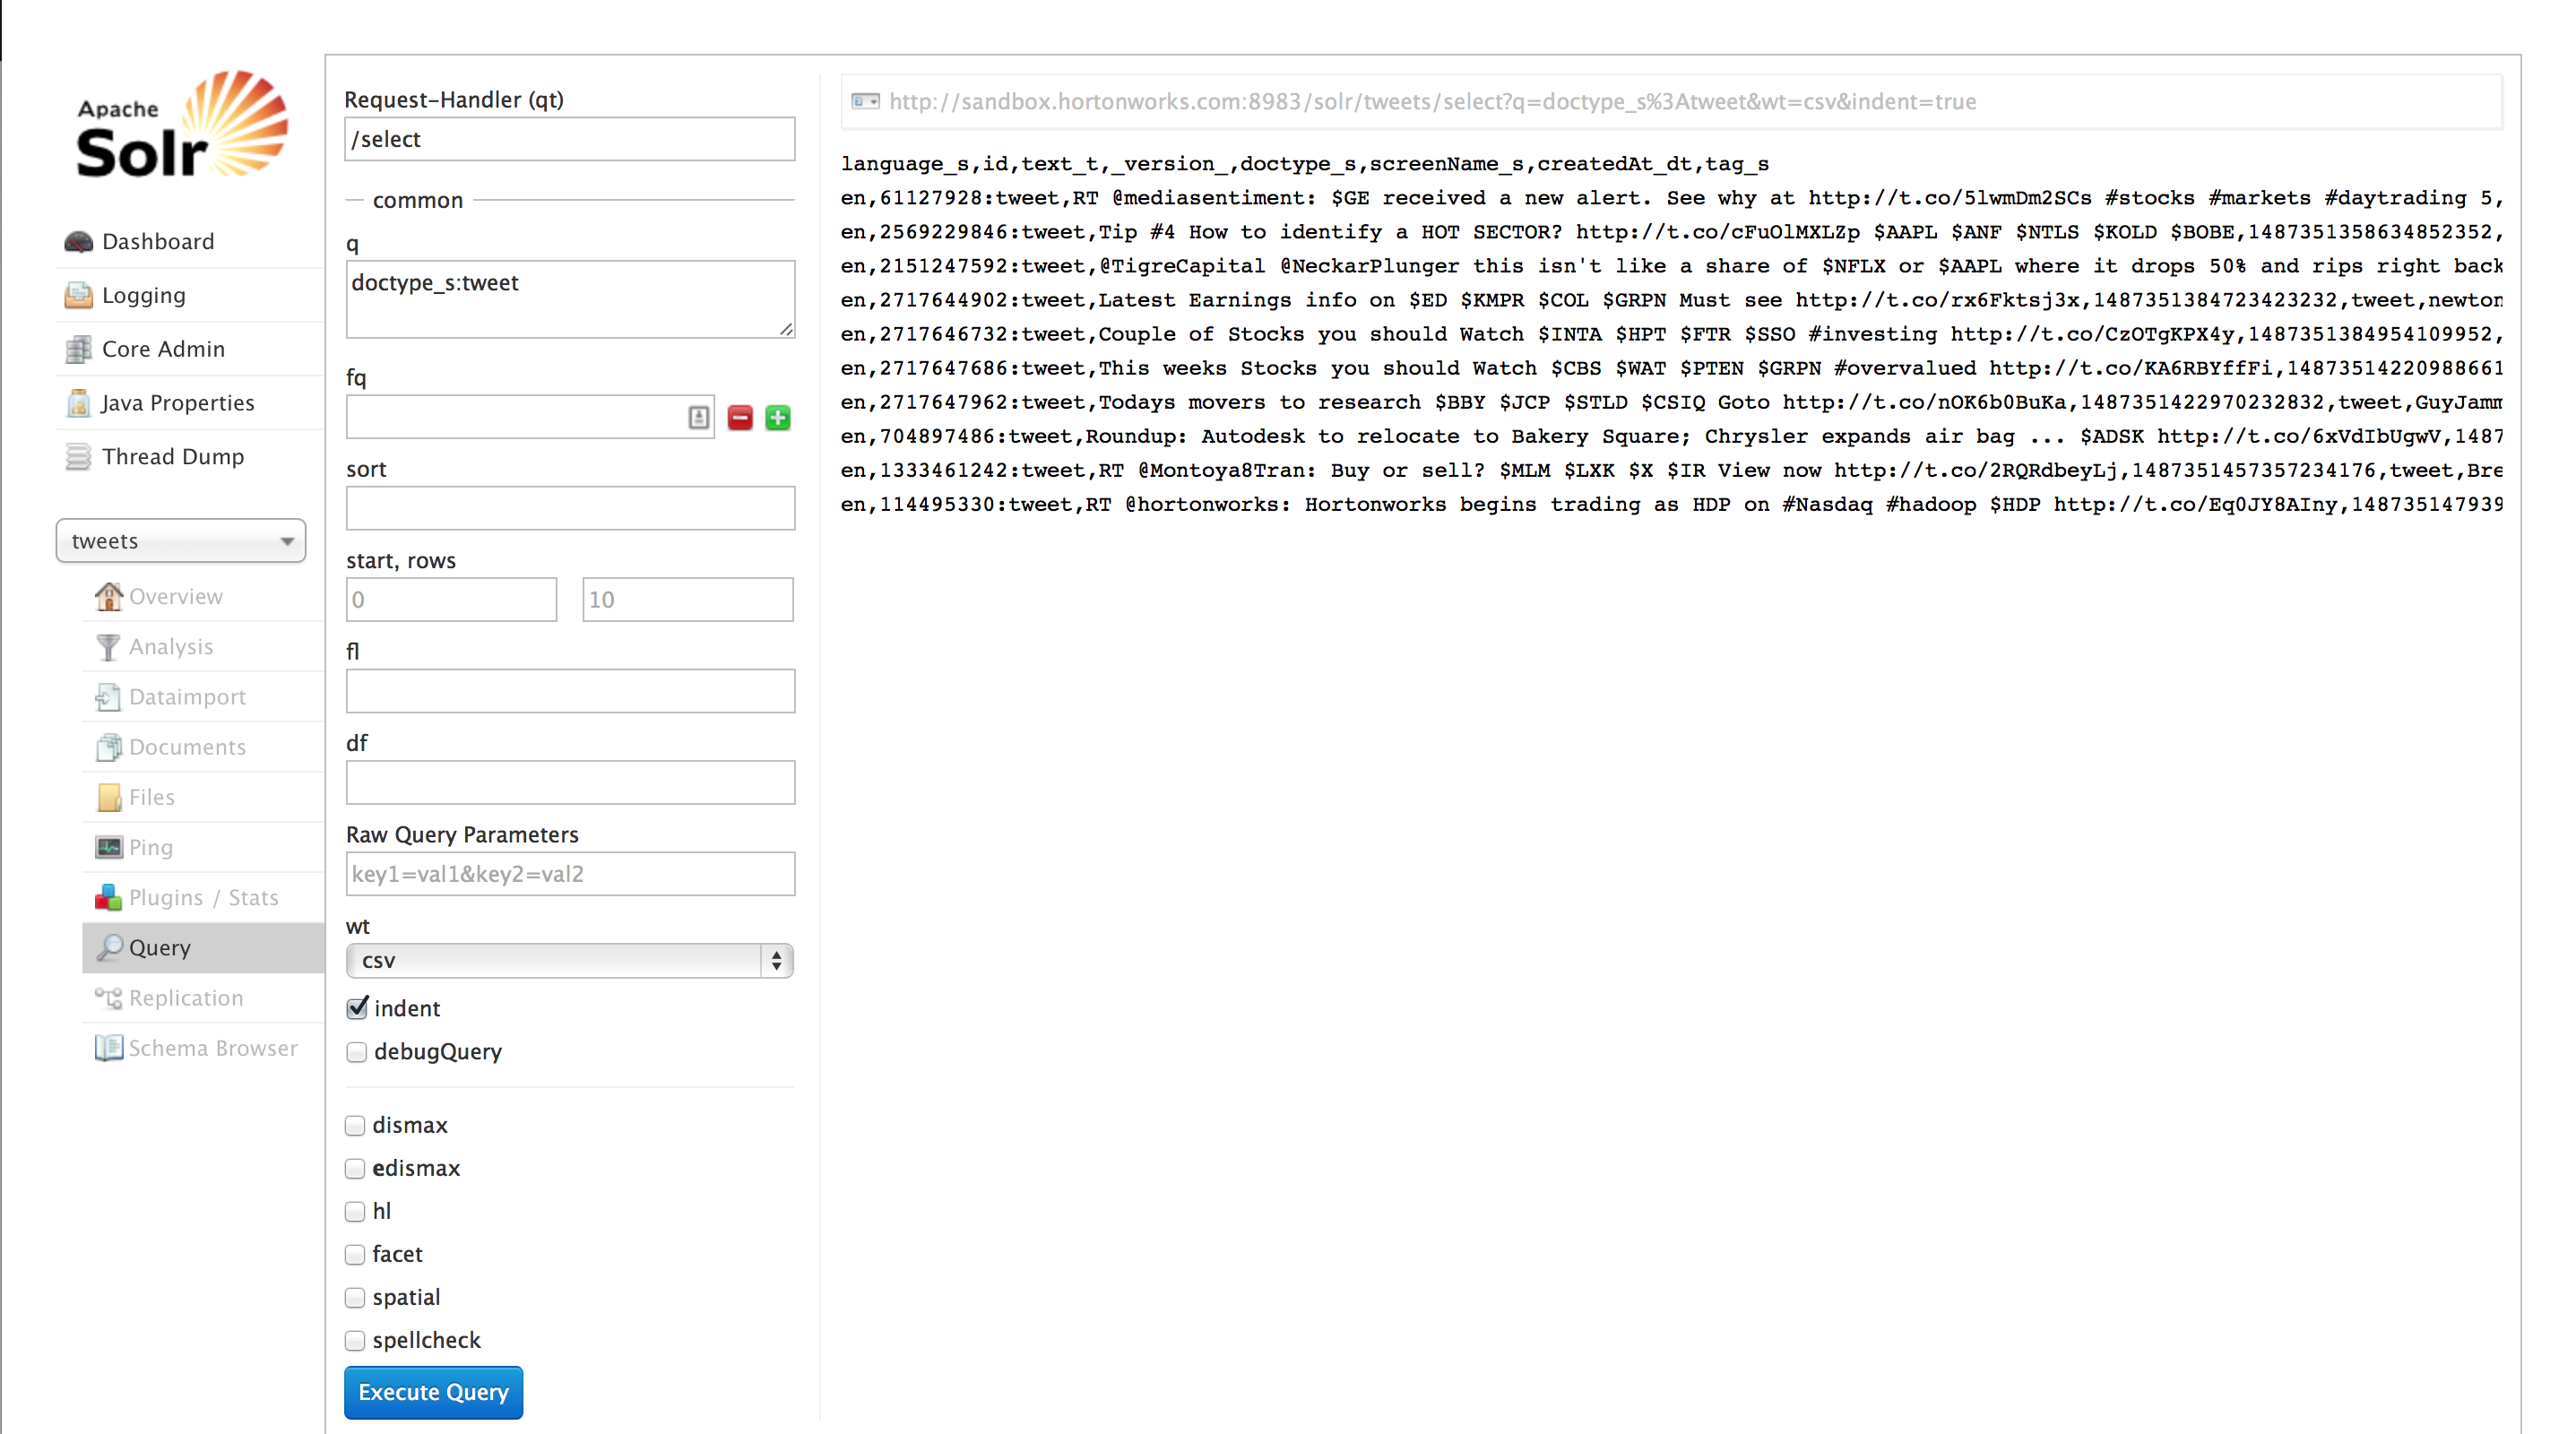 Apache
Solr
Dashboard
Logging
Core Admin
Java Properties
Thread Dump
tweets
Overview
Analysis
Dataimport
Documents
Files
Ping
Plugins / Stats
Query
Replication
Schema Browser
Request-Handler (qt)
/select
common
q
doctype_s:tweet
fq
sort
start, rows
0 10
fl
df
Raw Query Parameters
key1=val1&key2=val2
wt
csv
indent
debugQuery
dismax
edismax
hl
facet
spatial
spellcheck
Execute Query
http://sandbox.hortonworks.com:8983/solr/tweets/select?q=doctype_s%3Atweet&wt=csv&indent=true
language_s,id,text_t,_version_,doctype_s,screenName_s,createdAt_dt,tag_s
en,61127928:tweet,RT @mediasentiment: $GE received a new alert. See why at http://t.co/5lwmDm2SCs #stocks #markets #daytrading 5,
en,2569229846:tweet,Tip #4 How to identify a HOT SECTOR? http://t.co/cFuOlMXLZp $AAPL $ANF $NTLS $KOLD $BOBE,1487351358634852352,
en,2151247592:tweet,@TigreCapital @NeckarPlunger this isn't like a share of $NFLX or $AAPL where it drops 50% and rips right back
en,2717644902:tweet,Latest Earnings info on $ED $KMPR $COL $GRPN Must see http://t.co/rx6Fktsj3x,1487351384723423232,tweet,newton
en,2717646732:tweet,Couple of Stocks you should Watch $INTA $HPT $FTR $SSO #investing http://t.co/CzOTgKPX4y,1487351384954109952,
en,2717647686:tweet,This weeks Stocks you should Watch $CBS $WAT $PTEN $GRPN #overvalued http://t.co/KA6RBYffFi,14873514220988661
en,2717647962:tweet,Todays movers to research $BBY $JCP $STLD $CSIQ Goto http://t.co/nOK6b0BuKa,1487351422970232832,tweet,GuyJamm
en,704897486:tweet,Roundup: Autodesk to relocate to Bakery Square; Chrysler expands air bag ... $ADSK http://t.co/6xVdIbUgwV,1487
en,1333461242:tweet,RT @Montoya8Tran: Buy or sell? $MLM $LXK $X $IR View now http://t.co/2RQRdbeyLj,1487351457357234176,tweet,Bre
en,114495330:tweet,RT @hortonworks: Hortonworks begins trading as HDP on #Nasdaq #hadoop $HDP http://t.co/Eq0JY8AIny,148735147939